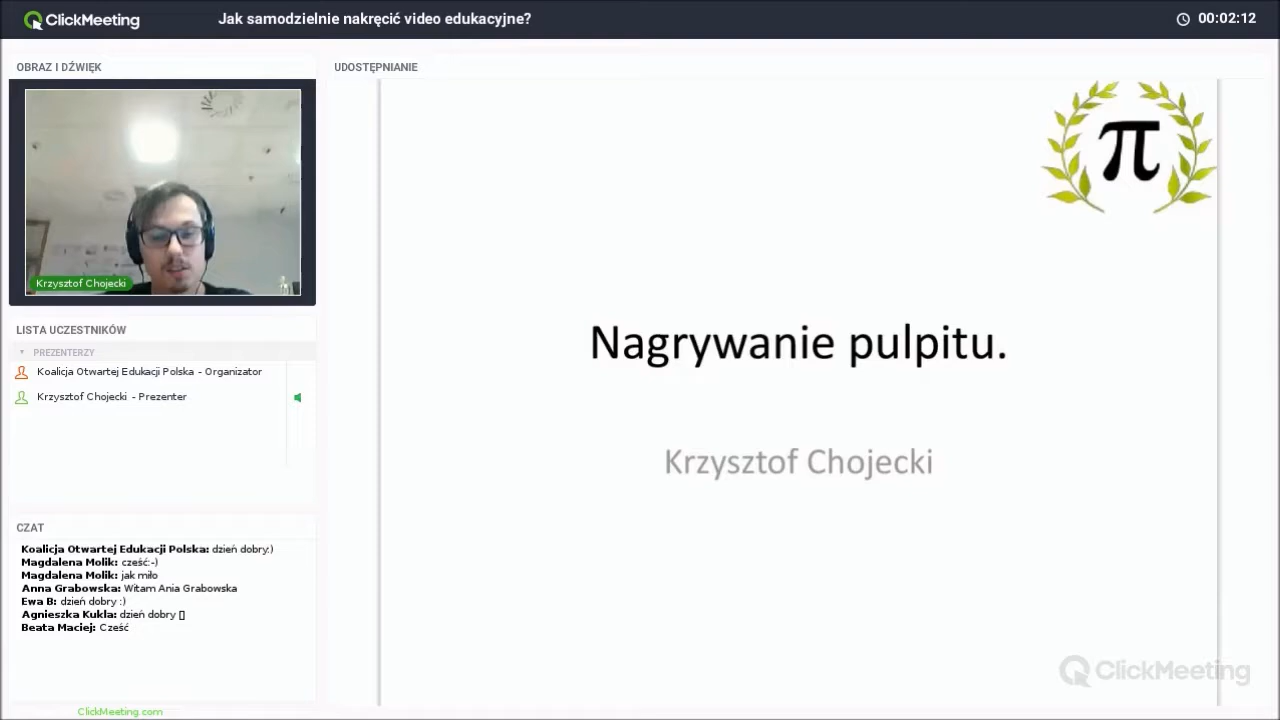 ClickMeeting
Jak samodzielnie nakręcić video edukacyjne?
00:02:12
OBRAZ I DŹWIĘK
UDOSTĘPNIANIE
Krzysztof Chojecki
LISTA UCZESTNIKÓW
PREZENTERZY
Koalicja Otwartej Edukacji Polska - Organizator
Krzysztof Chojecki - Prezenter
CZAT
Koalicja Otwartej Edukacji Polska: dzień dobry:)
Magdalena Molik: cześć:-)
Magdalena Molik: jak miło
Anna Grabowska: Witam Ania Grabowska
Ewa B: dzień dobry :)
Agnieszka Kukla: dzień dobry []
Beata Maciej: Cześć
ClickMeeting.com
π
Nagrywanie pulpitu.
Krzysztof Chojecki
ClickMeeting